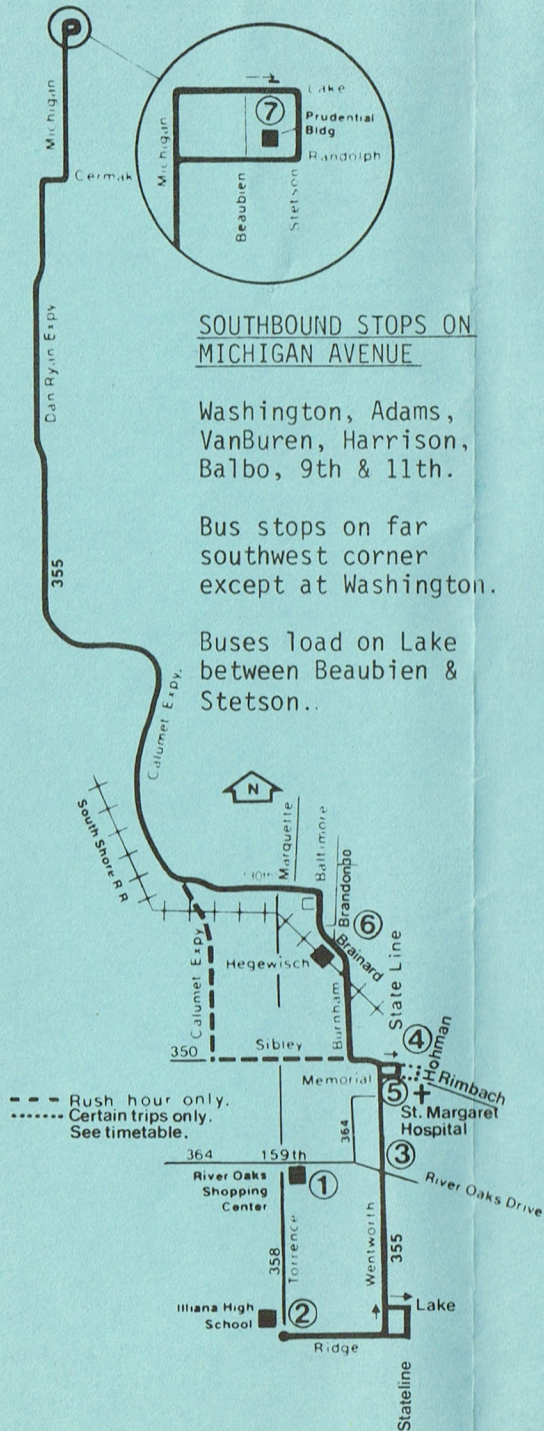 Michigan
Cermak
Dan Ryan Expy
355
Calumet Expy.
Lake
⑦
Prudential
Bldg
Michigan
Randolph
Beaubien
Stetson
SOUTHBOUND STOPS ON
MICHIGAN AVENUE
Washington, Adams,
VanBuren, Harrison,
Balbo, 9th & 11th.
Bus stops on far
southwest corner
except at Washington.
Buses load on Lake
between Beaubien &
Stetson..
N
South Shore R R
Marquette
Baltimore
Brandon
⑥
Brainard
Hegewisch
Calumet Expy
Burnham
State Line
④
Hohman
Sibley
350
Memorial
⑤
Rimbach
St. Margaret
Hospital
Rush hour only.
Certain trips only.
See timetable.
364
364
159th
③
River Oaks
Shopping
Center
①
River Oaks Drive
358
Torrence
Wentworth
355
Illiana High
School
②
Lake
Ridge
Stateline